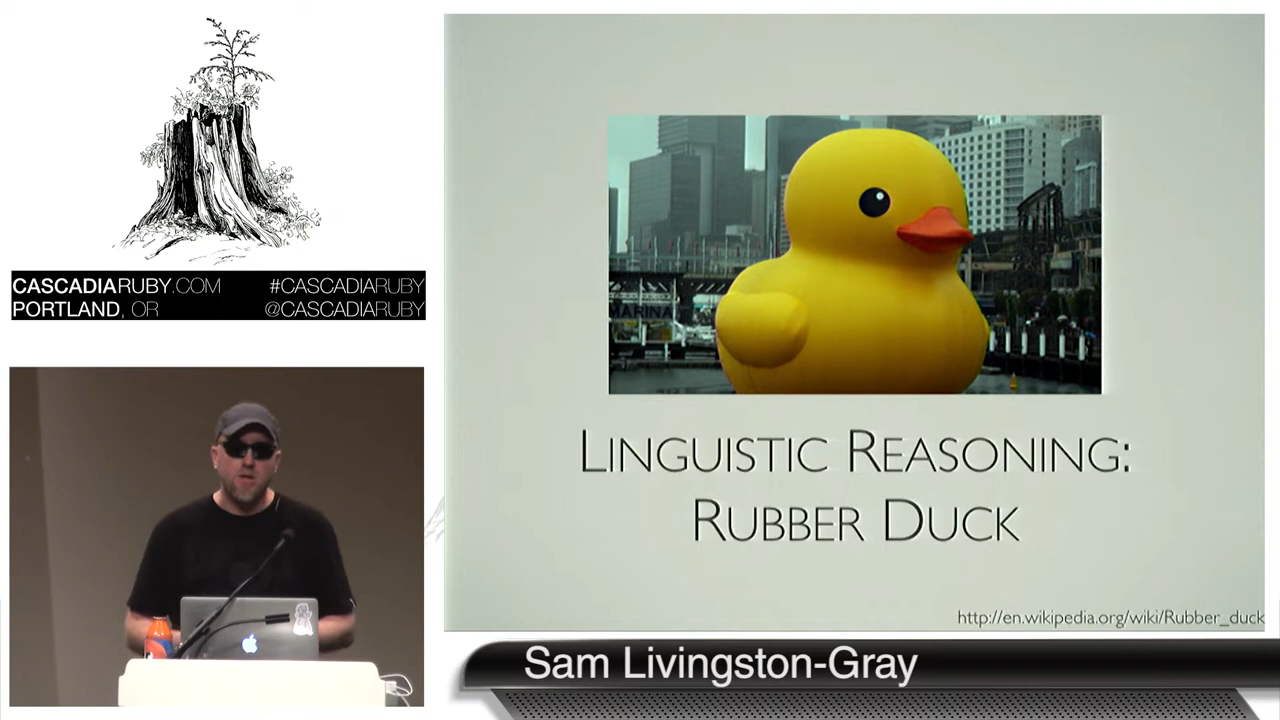 CASCADIARUBY.COM #CASCADIARUBY
PORTLAND, OR @CASCADIARUBY
MARINA
LINGUISTIC REASONING:
RUBBER DUCK
http://en.wikipedia.org/wiki/Rubber_duck
Sam Livingston-Gray